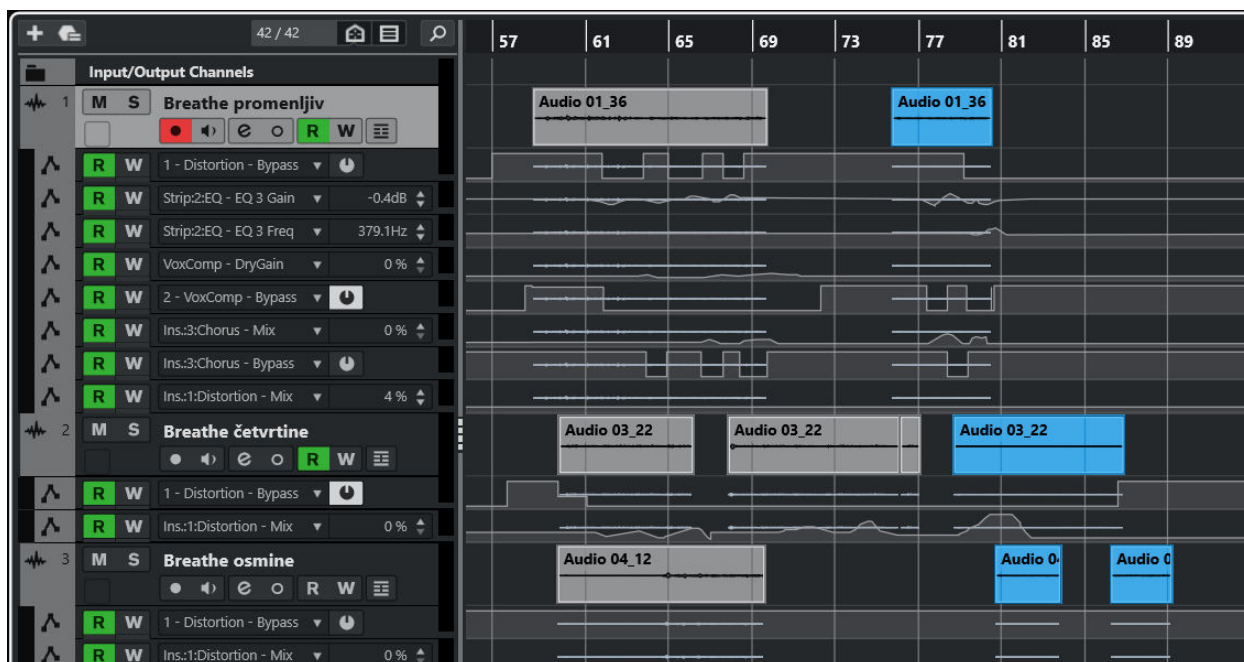 42 / 42
57 61 65 69 73 77 81 85 89
Input/Output Channels
1 M S Breathe promenljiv
e R W
Audio 01_36 Audio 01_36
R W 1 - Distortion - Bypass
R W Strip:2:EQ - EQ 3 Gain -0.4dB
R W Strip:2:EQ - EQ 3 Freq 379.1Hz
R W VoxComp - DryGain 0 %
R W 2 - VoxComp - Bypass
R W Ins.:3:Chorus - Mix 0 %
R W Ins.:3:Chorus - Bypass
R W Ins.:1:Distortion - Mix 4 %
2 M S Breathe četvrtine
e R W
Audio 03_22 Audio 03_22 Audio 03_22
R W 1 - Distortion - Bypass
R W Ins.:1:Distortion - Mix 0 %
3 M S Breathe osmine
e R W
Audio 04_12 Audio 04 Audio 0
R W 1 - Distortion - Bypass
R W Ins.:1:Distortion - Mix 0 %